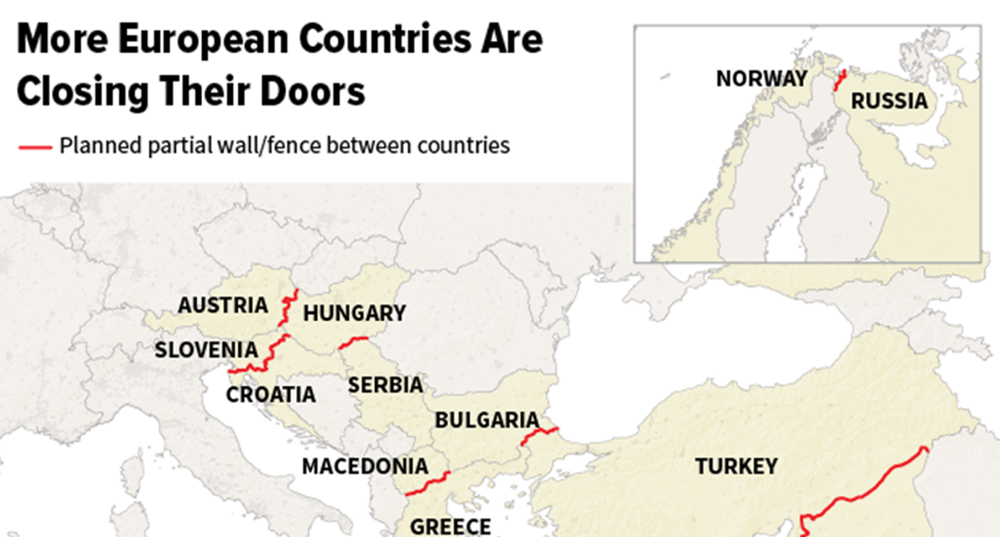 More European Countries Are
Closing Their Doors
Planned partial wall/fence between countries
NORWAY
RUSSIA
AUSTRIA
HUNGARY
SLOVENIA
CROATIA
SERBIA
BULGARIA
MACEDONIA
TURKEY
GREECE